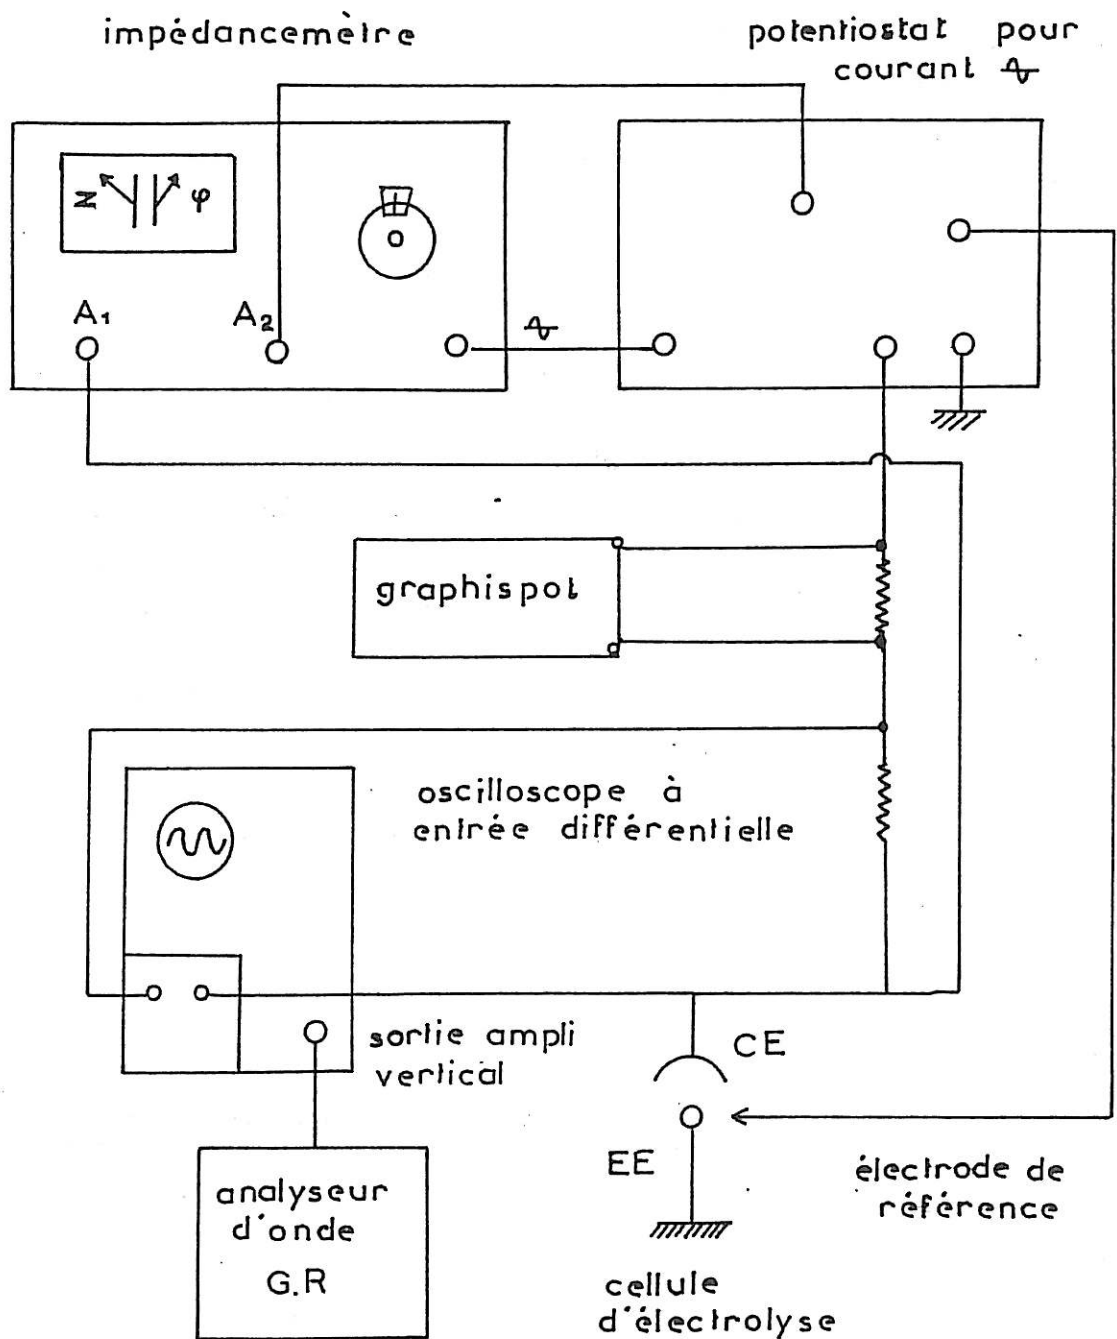 impédancemètre
potentiostat pour
courant
Z φ
A₁
A₂
graphispot
oscilloscope à
entrée différentielle
sortie ampli
vertical
CE
EE
électrode de
référence
analyseur
d'onde
G.R
cellule
d'électrolyse